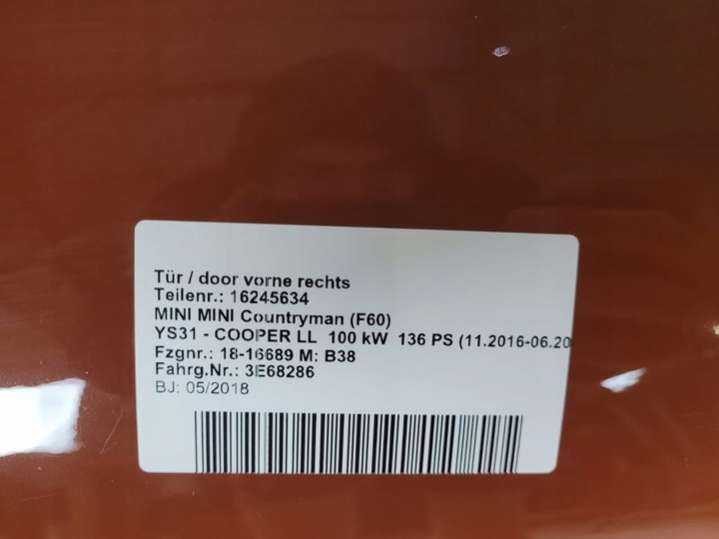 Tür / door vorne rechts
Teilenr.: 16245634
MINI MINI Countryman (F60)
YS31 - COOPER LL 100 kW 136 PS (11.2016-06.20
Fzgnr.: 18-16689 M: B38
Fahrg.Nr.: 3E68286
BJ: 05/2018